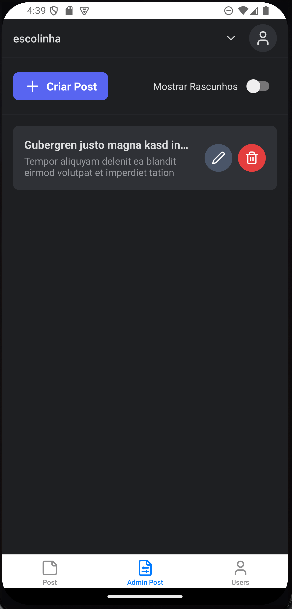 4:39
escolinha
Criar Post
Mostrar Rascunhos
Gubergren justo magna kasd in...
Tempor aliquyam delenit ea blandit
eirmod volutpat et imperdiet tation
Post
Admin Post
Users